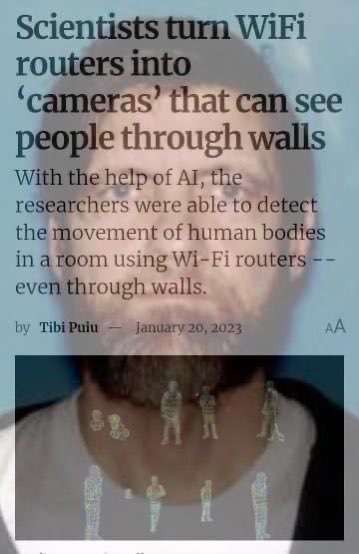 Scientists turn WiFi
routers into
‘cameras’ that can see
people through walls
With the help of AI, the
researchers were able to detect
the movement of human bodies
in a room using Wi-Fi routers --
even through walls.
by Tibi Puiu — January 20, 2023 AA